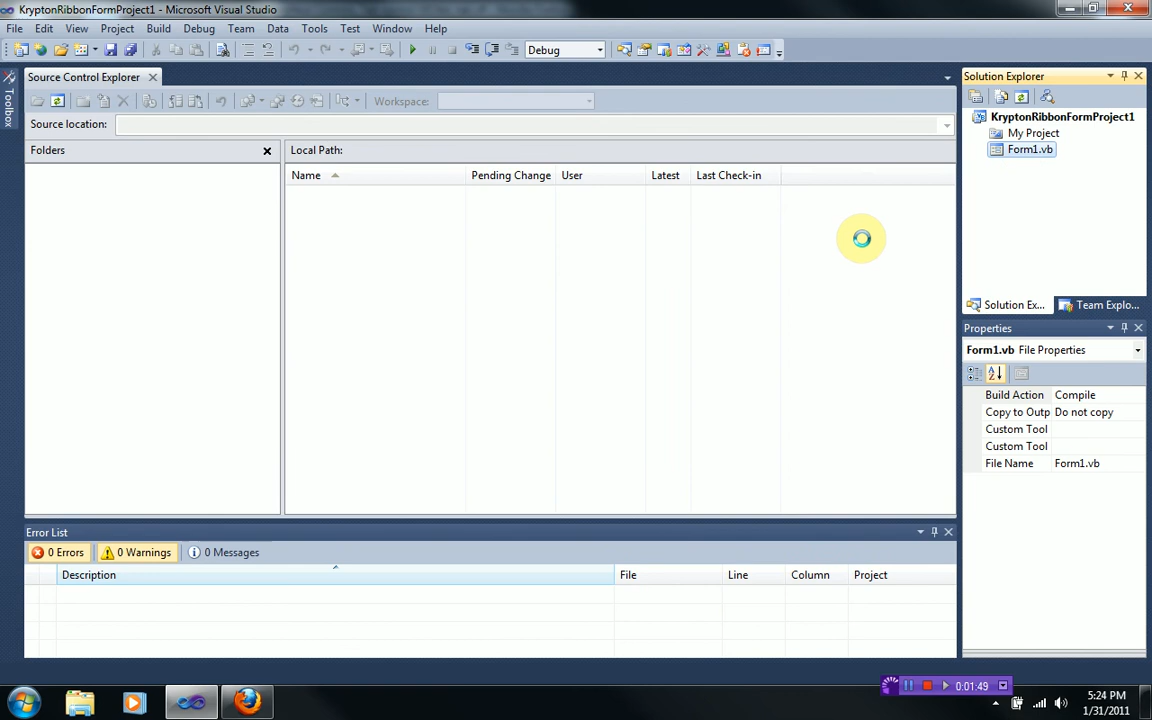 KryptonRibbonFormProject1 - Microsoft Visual Studio
File Edit View Project Build Debug Team Data Tools Test Window Help
Debug
Toolbox
Source Control Explorer
Workspace:
Source location:
Folders
Local Path:
Name Pending Change User Latest Last Check-in
Solution Explorer
KryptonRibbonFormProject1
My Project
Form1.vb
Solution Ex... Team Explo...
Properties
Form1.vb File Properties
Build Action Compile
Copy to Outp Do not copy
Custom Tool
Custom Tool
File Name Form1.vb
Error List
0 Errors 0 Warnings 0 Messages
Description File Line Column Project
0:01:49
5:24 PM
1/31/2011